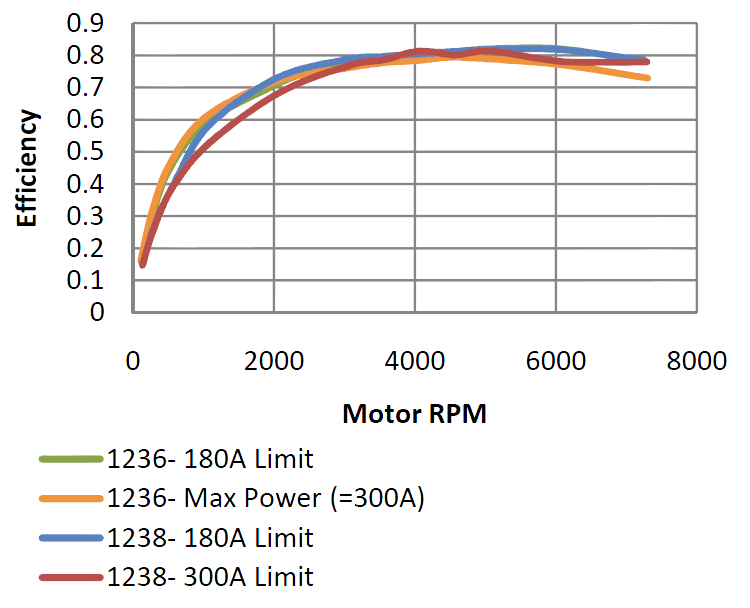 0.9
0.8
0.7
0.6
0.5
0.4
0.3
0.2
0.1
0
Efficiency
0 2000 4000 6000 8000
Motor RPM
1236- 180A Limit
1236- Max Power (=300A)
1238- 180A Limit
1238- 300A Limit